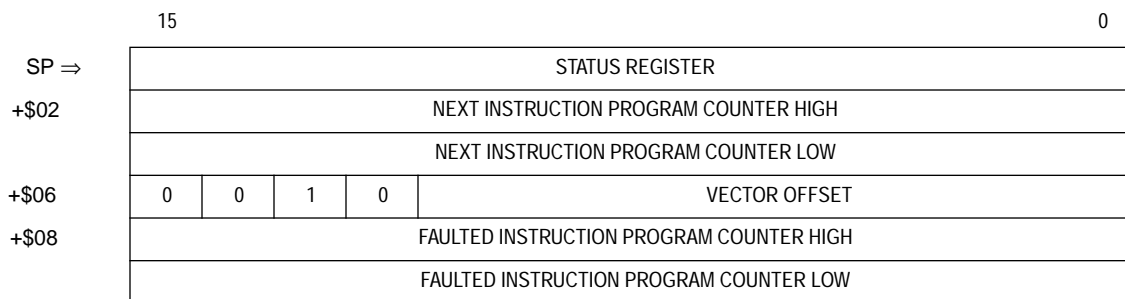 15 0
SP ⇒ STATUS REGISTER
+$02 NEXT INSTRUCTION PROGRAM COUNTER HIGH
NEXT INSTRUCTION PROGRAM COUNTER LOW
+$06 0 0 1 0 VECTOR OFFSET
+$08 FAULTED INSTRUCTION PROGRAM COUNTER HIGH
FAULTED INSTRUCTION PROGRAM COUNTER LOW